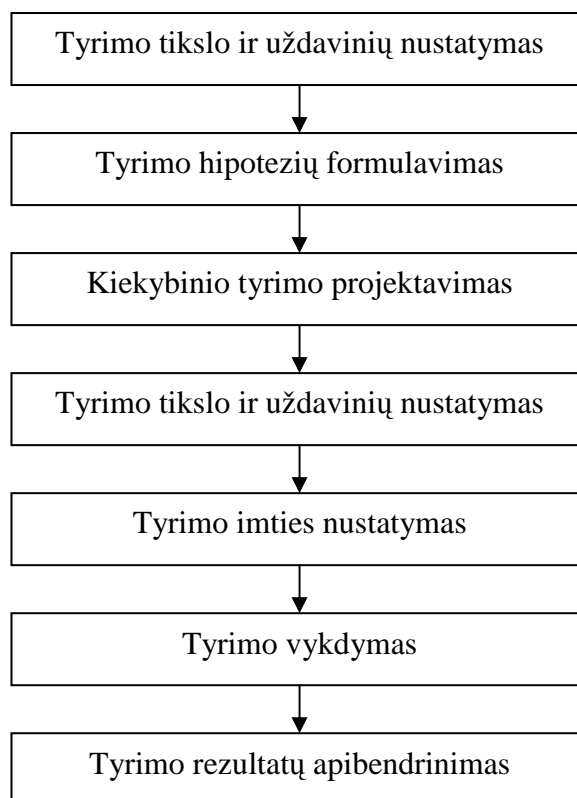 Tyrimo tikslo ir uždavinių nustatymas
Tyrimo hipotezių formulavimas
Kiekybinio tyrimo projektavimas
Tyrimo tikslo ir uždavinių nustatymas
Tyrimo imties nustatymas
Tyrimo vykdymas
Tyrimo rezultatų apibendrinimas